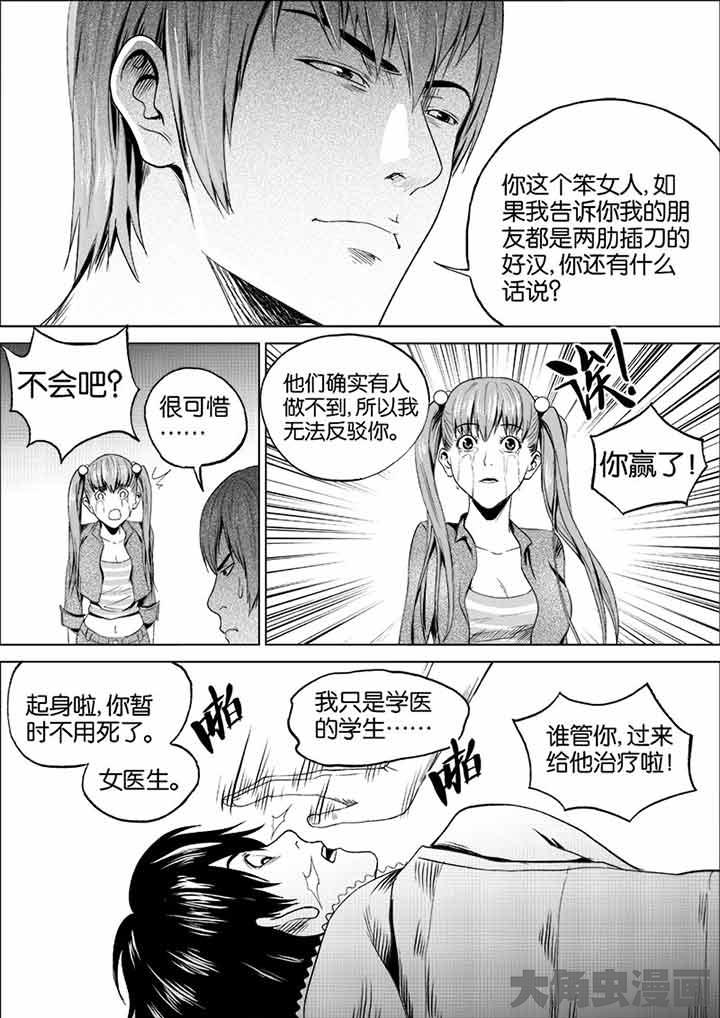 你这个笨女人,如
果我告诉你我的朋
友都是两肋插刀的
好汉,你还有什么
话说?
不会吧?
很可惜
……
他们确实有人
做不到,所以我
无法反驳你。
诶!
你赢了!
起身啦,你暂
时不用死了。
女医生。
啪
我只是学医
的学生……
啪
谁管你,过来
给他治疗啦!
大角虫漫画